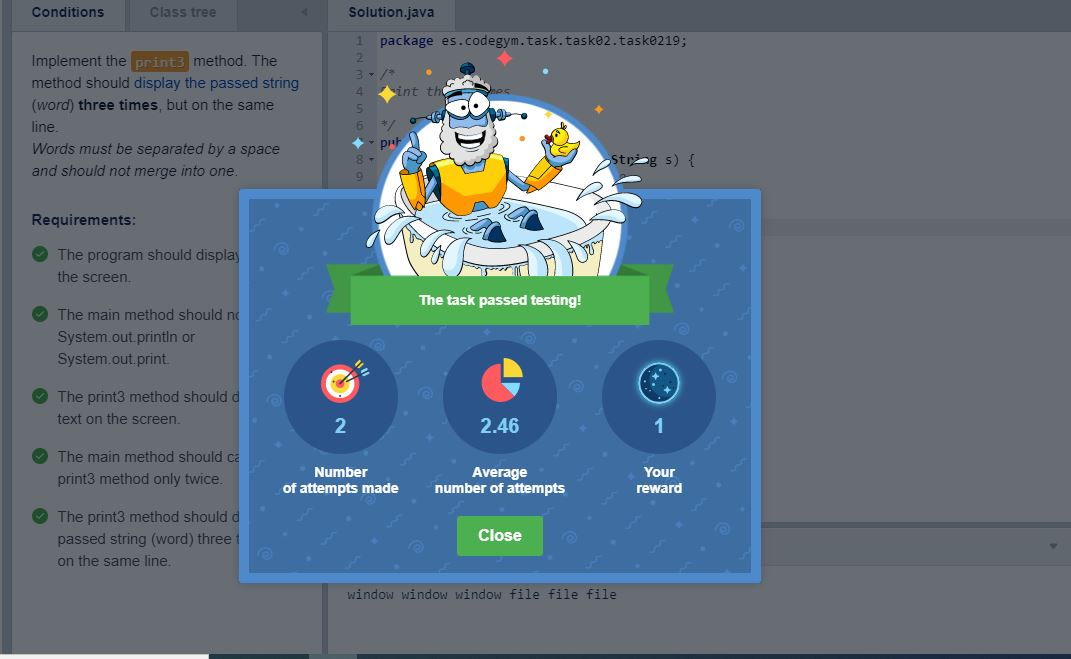 Conditions
Class tree
Solution.java
Implement the print3 method. The
method should display the passed string
(word) three times, but on the same
line.
Words must be separated by a space
and should not merge into one.
Requirements:
The program should display
the screen.
The main method should no
System.out.println or
System.out.print.
The print3 method should d
text on the screen.
The main method should ca
print3 method only twice.
The print3 method should d
passed string (word) three t
on the same line.
1 package es.codegym.task.task02.task0219;
2
3 /*
4
5
6 */
7 pub
8 String s) {
9
The task passed testing!
2
Number
of attempts made
2.46
Average
number of attempts
1
Your
reward
Close
window window window file file file